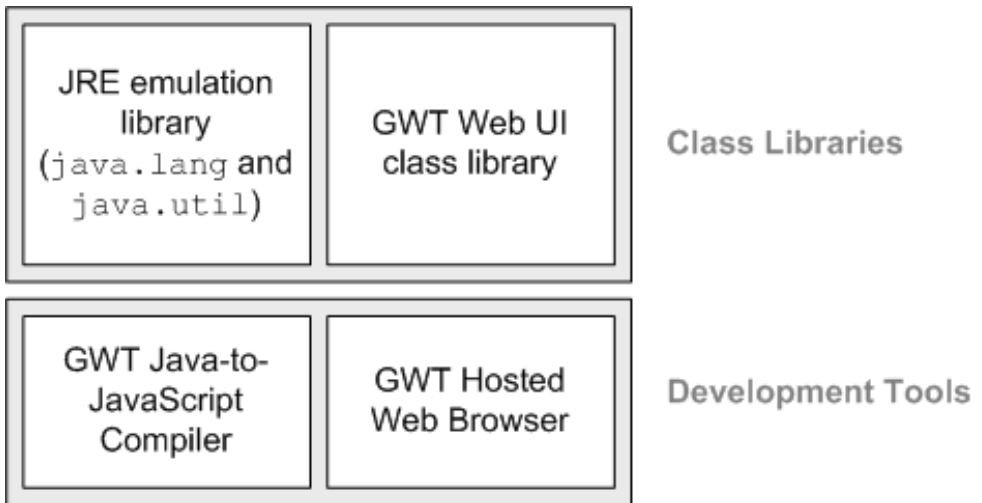 JRE emulation
library
(java.lang and
java.util)
GWT Web UI
class library
Class Libraries
GWT Java-to-
JavaScript
Compiler
GWT Hosted
Web Browser
Development Tools